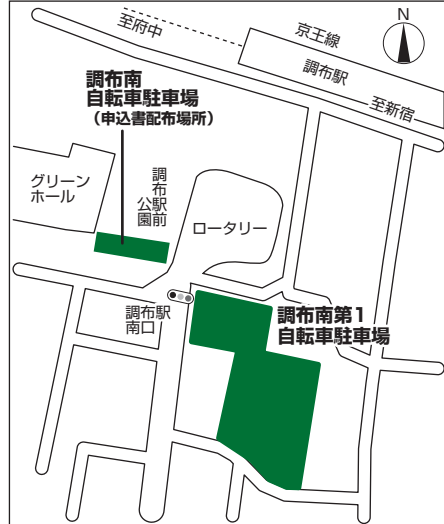 至府中
京王線
調布駅
至新宿
N
調布南
自転車駐車場
（申込書配布場所）
グリーン
ホール
調布駅前
公園
ロータリー
調布駅
南口
調布南第1
自転車駐車場